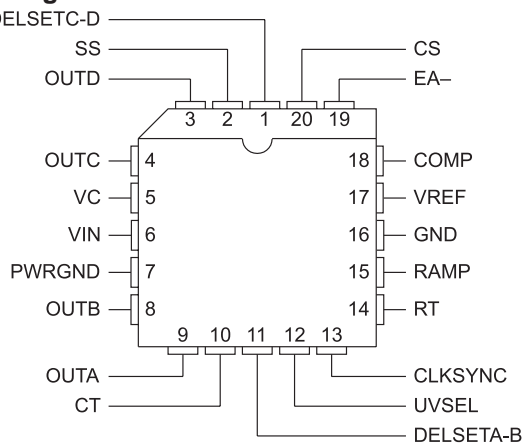 DELSETC-D
SS
CS
OUTD
EA–
3 2 1 20 19
OUTC 4 18 COMP
VC 5 17 VREF
VIN 6 16 GND
PWRGND 7 15 RAMP
OUTB 8 14 RT
9 10 11 12 13
OUTA
CLKSYNC
CT
UVSEL
DELSETA-B